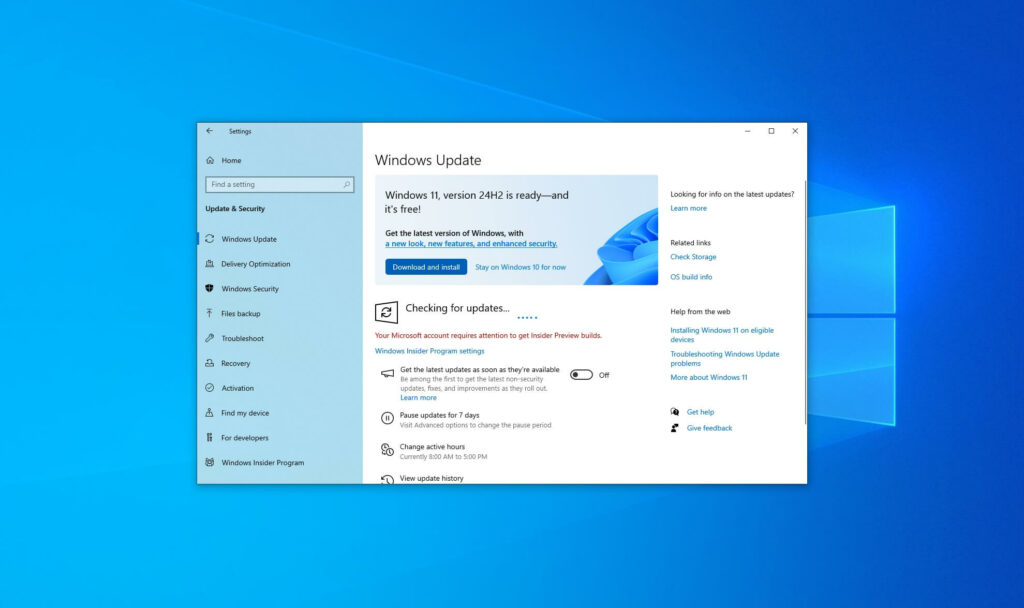 Settings
Home
Find a setting
Update & Security
Windows Update
Delivery Optimization
Windows Security
Files backup
Troubleshoot
Recovery
Activation
Find my device
For developers
Windows Insider Program
Windows Update
Windows 11, version 24H2 is ready—and
it's free!
Get the latest version of Windows, with
a new look, new features, and enhanced security.
Download and install
Stay on Windows 10 for now
Checking for updates...
Your Microsoft account requires attention to get Insider Preview builds.
Windows Insider Program settings
Get the latest updates as soon as they're available
Be among the first to get the latest non-security
updates, fixes, and improvements as they roll out.
Learn more
Off
Pause updates for 7 days
Visit Advanced options to change the pause period
Change active hours
Currently 8:00 AM to 5:00 PM
View update history
Looking for info on the latest updates?
Learn more
Related links
Check Storage
OS build info
Help from the web
Installing Windows 11 on eligible
devices
Troubleshooting Windows Update
problems
More about Windows 11
Get help
Give feedback